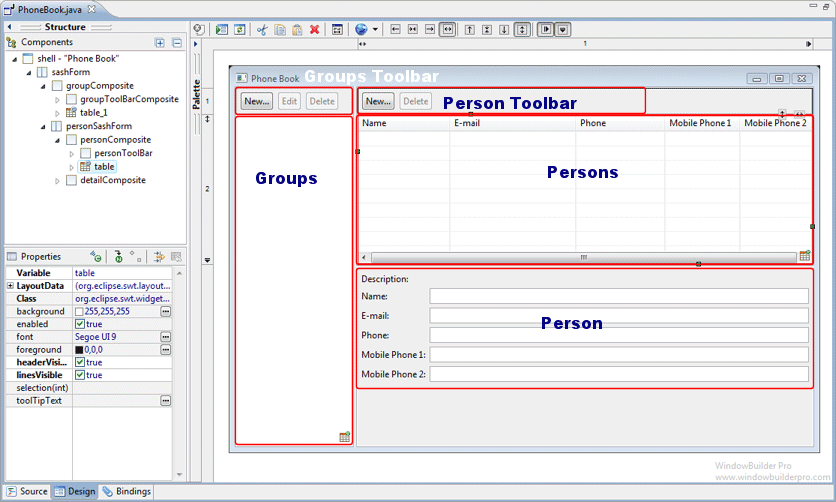 PhoneBook.java
Structure
Components
shell - "Phone Book"
sashForm
groupComposite
groupToolBarComposite
table_1
personSashForm
personComposite
personToolBar
table
detailComposite
Properties
Variable table
LayoutData (org.eclipse.swt.layout...
Class org.eclipse.swt.widget...
background 255,255,255
enabled true
font Segoe UI 9
foreground 0,0,0
headerVisi... true
linesVisible true
selection(int)
toolTipText
Source Design Bindings
Palette
1
1
2
Phone Book Groups Toolbar
New... Edit Delete
New... Delete Person Toolbar
Groups
Name E-mail Phone Mobile Phone 1 Mobile Phone 2
Persons
Description:
Name:
E-mail:
Person
Phone:
Mobile Phone 1:
Mobile Phone 2:
WindowBuilder Pro
www.windowbuilderpro.com